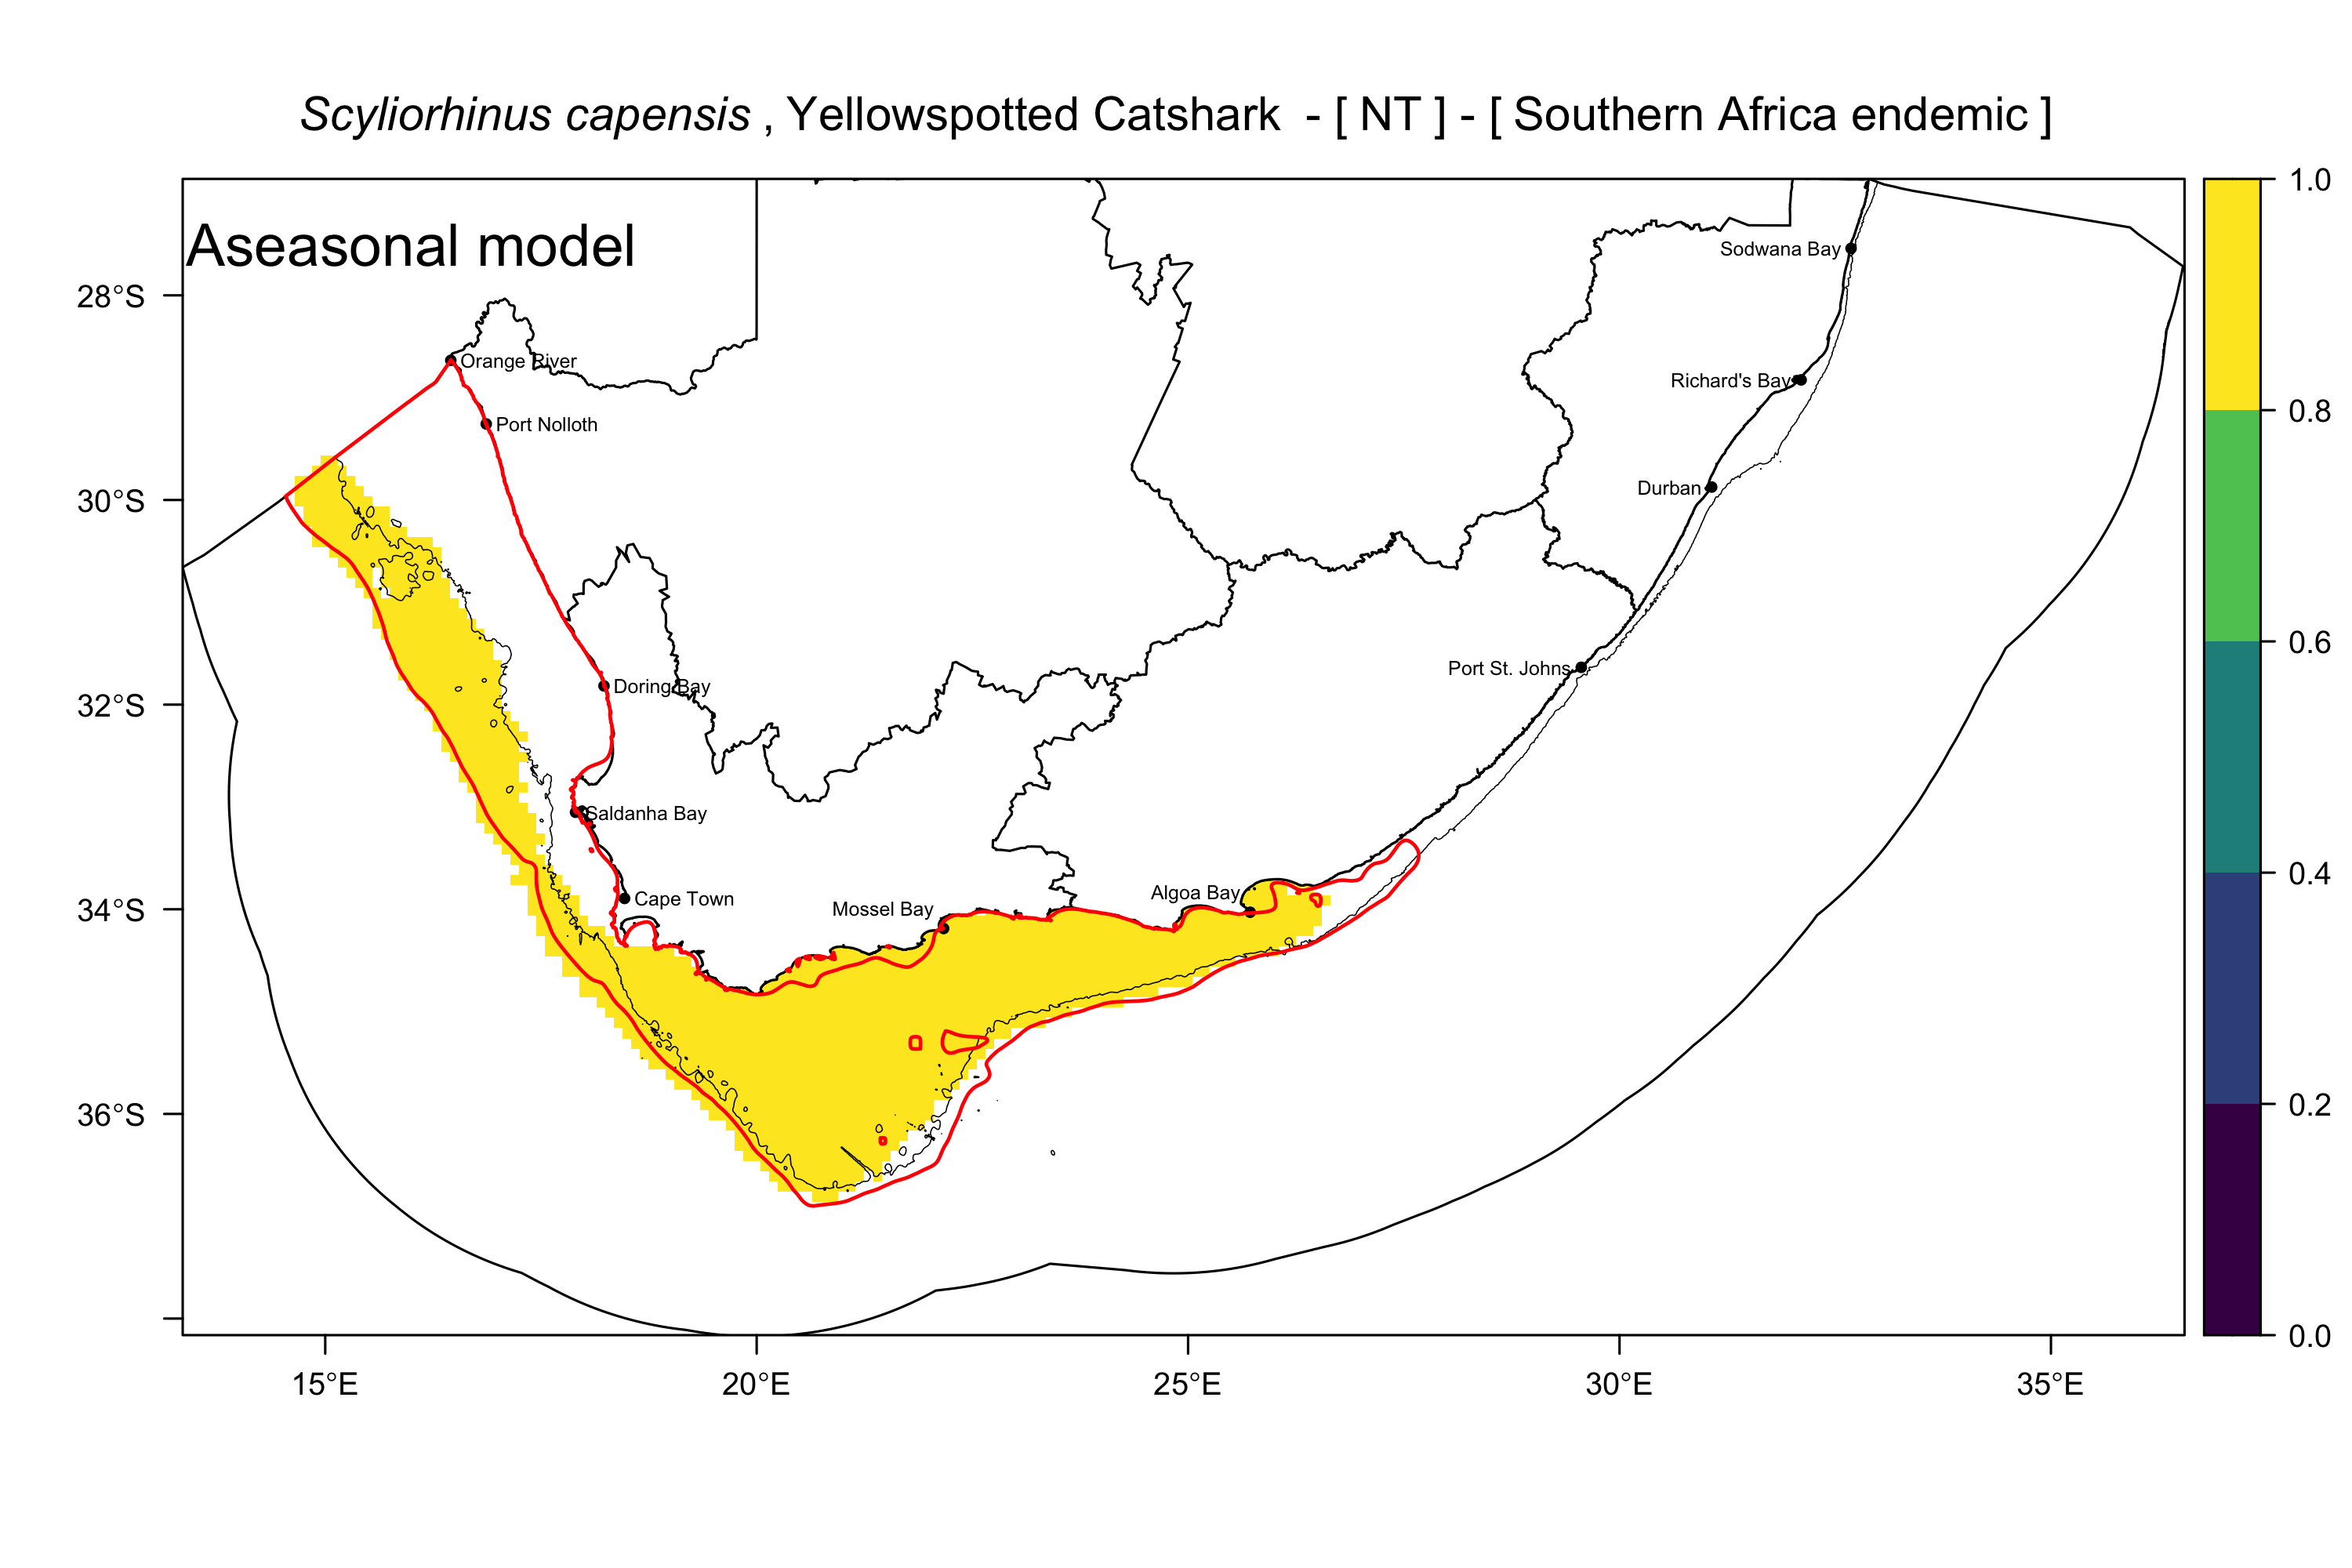 Scyliorhinus capensis , Yellowspotted Catshark - [ NT ] - [ Southern Africa endemic ]
Aseasonal model
Sodwana Bay
Orange River
Richard's Bay
Port Nolloth
Durban
Port St. Johns
Doring Bay
Saldanha Bay
Cape Town
Mossel Bay
Algoa Bay
28°S
30°S
32°S
34°S
36°S
15°E
20°E
25°E
30°E
35°E
1.0
0.8
0.6
0.4
0.2
0.0